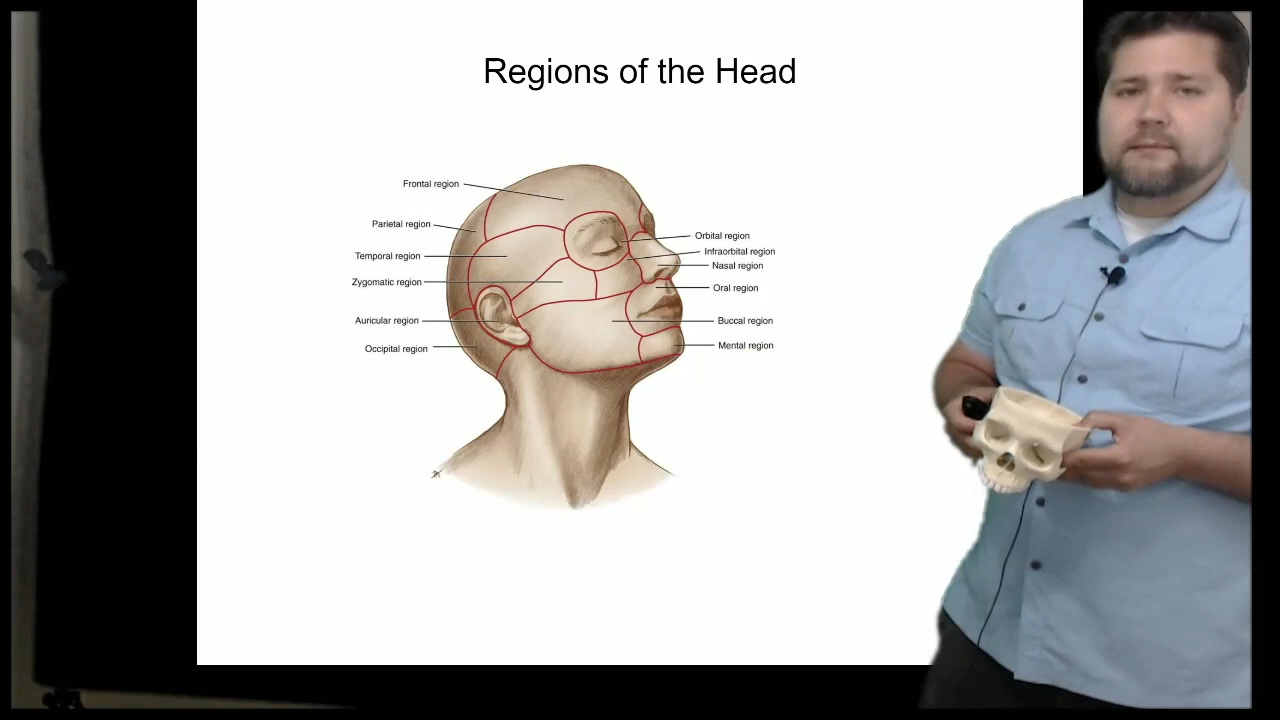 Regions of the Head
Frontal region
Parietal region
Temporal region
Zygomatic region
Auricular region
Occipital region
Orbital region
Infraorbital region
Nasal region
Oral region
Buccal region
Mental region